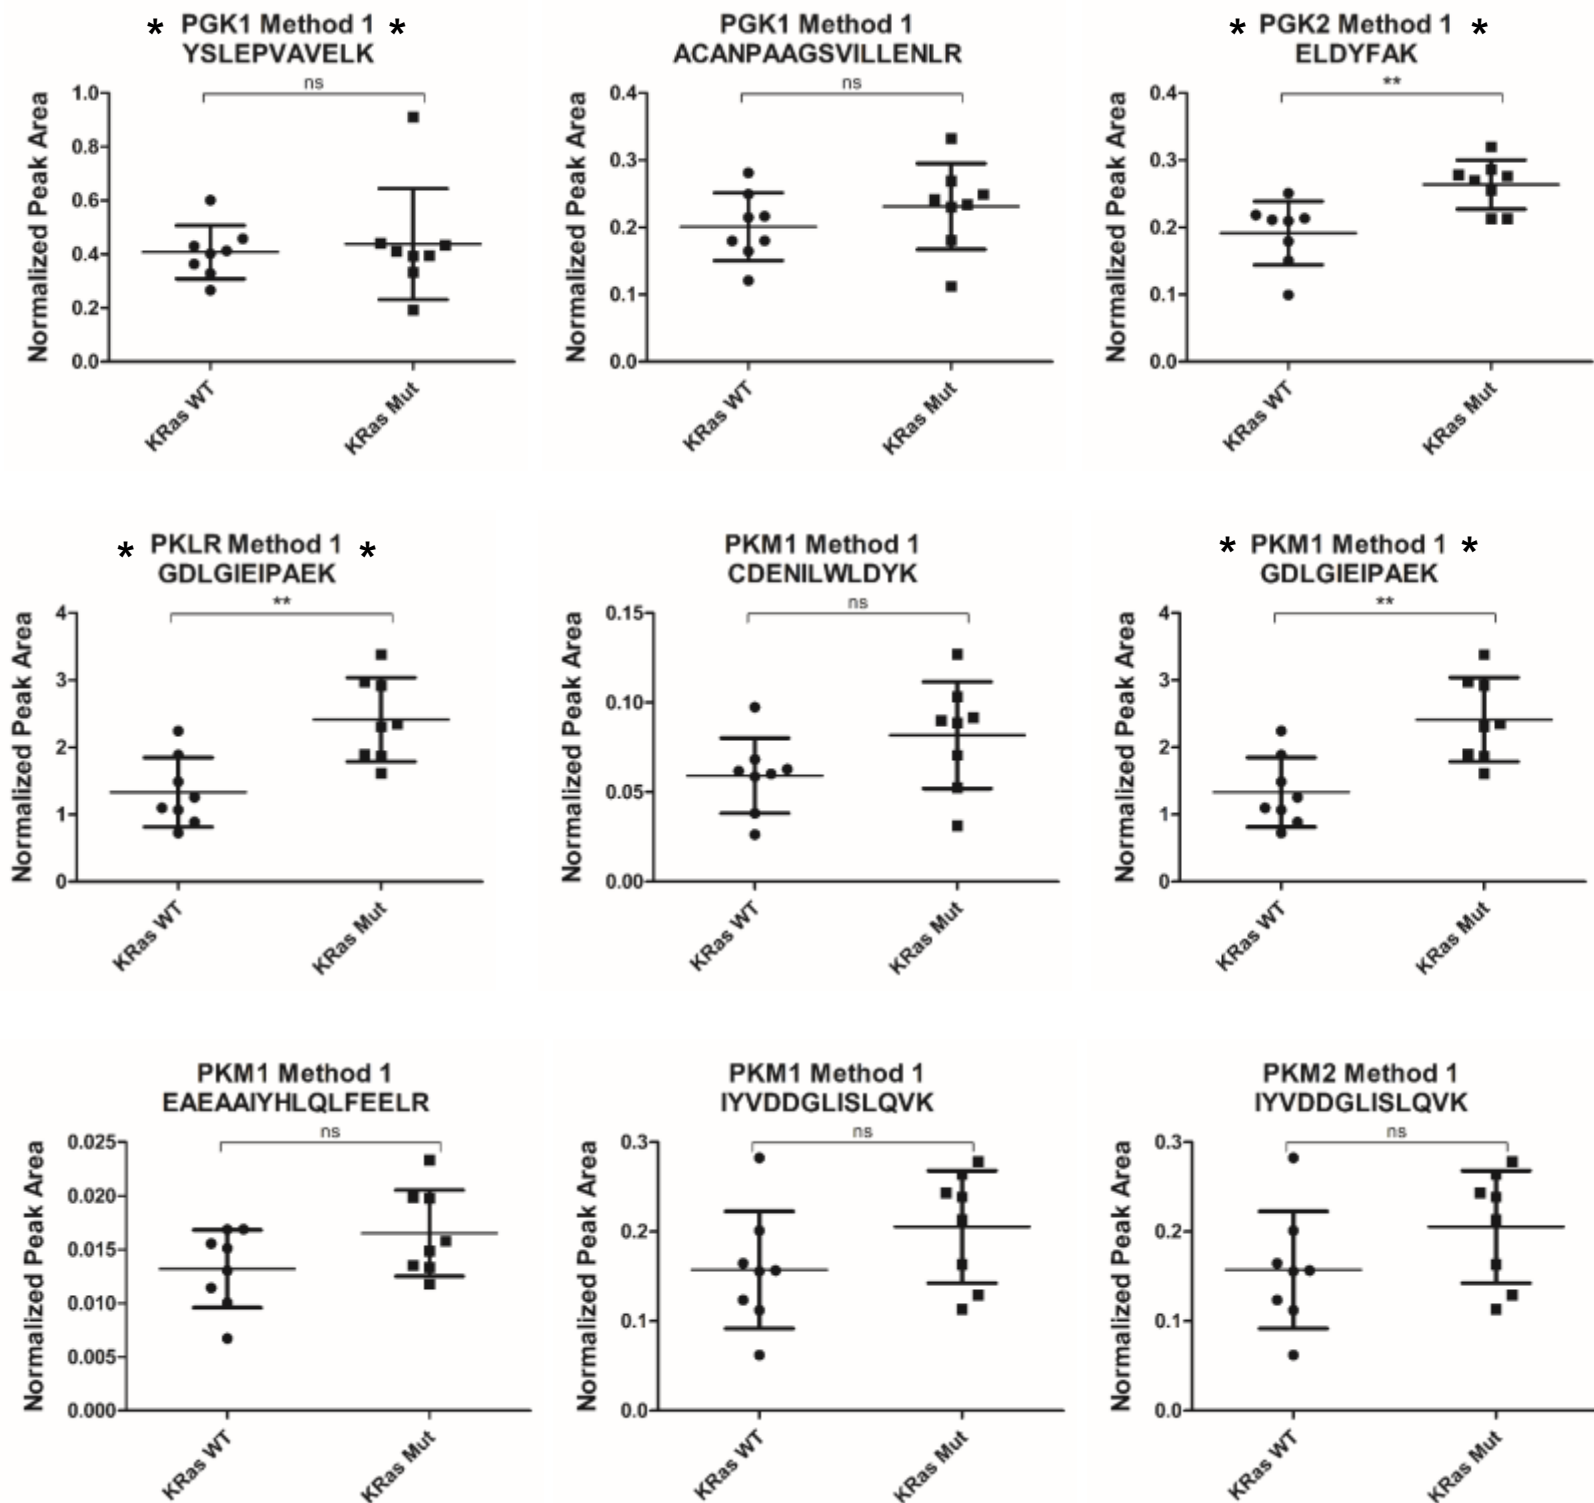 * PGK1 Method 1 *
YSLEPVAVELK
ns
1.0
0.8
0.6
0.4
0.2
0.0
Normalized Peak Area
KRas WT
KRas Mut
PGK1 Method 1
ACANPAAGSVILLENLR
ns
0.4
0.3
0.2
0.1
0.0
Normalized Peak Area
KRas WT
KRas Mut
* PGK2 Method 1 *
ELDYFAK
**
0.4
0.3
0.2
0.1
0.0
Normalized Peak Area
KRas WT
KRas Mut
* PKLR Method 1 *
GDLGIEIPAEK
**
4
3
2
1
0
Normalized Peak Area
KRas WT
KRas Mut
PKM1 Method 1
CDENILWLDYK
ns
0.15
0.10
0.05
0.00
Normalized Peak Area
KRas WT
KRas Mut
* PKM1 Method 1 *
GDLGIEIPAEK
**
4
3
2
1
0
Normalized Peak Area
KRas WT
KRas Mut
PKM1 Method 1
EAEAAIYHLQLFEELR
ns
0.025
0.020
0.015
0.010
0.005
0.000
Normalized Peak Area
KRas WT
KRas Mut
PKM1 Method 1
IYVDDGLISLQVK
ns
0.3
0.2
0.1
0.0
Normalized Peak Area
KRas WT
KRas Mut
PKM2 Method 1
IYVDDGLISLQVK
ns
0.3
0.2
0.1
0.0
Normalized Peak Area
KRas WT
KRas Mut